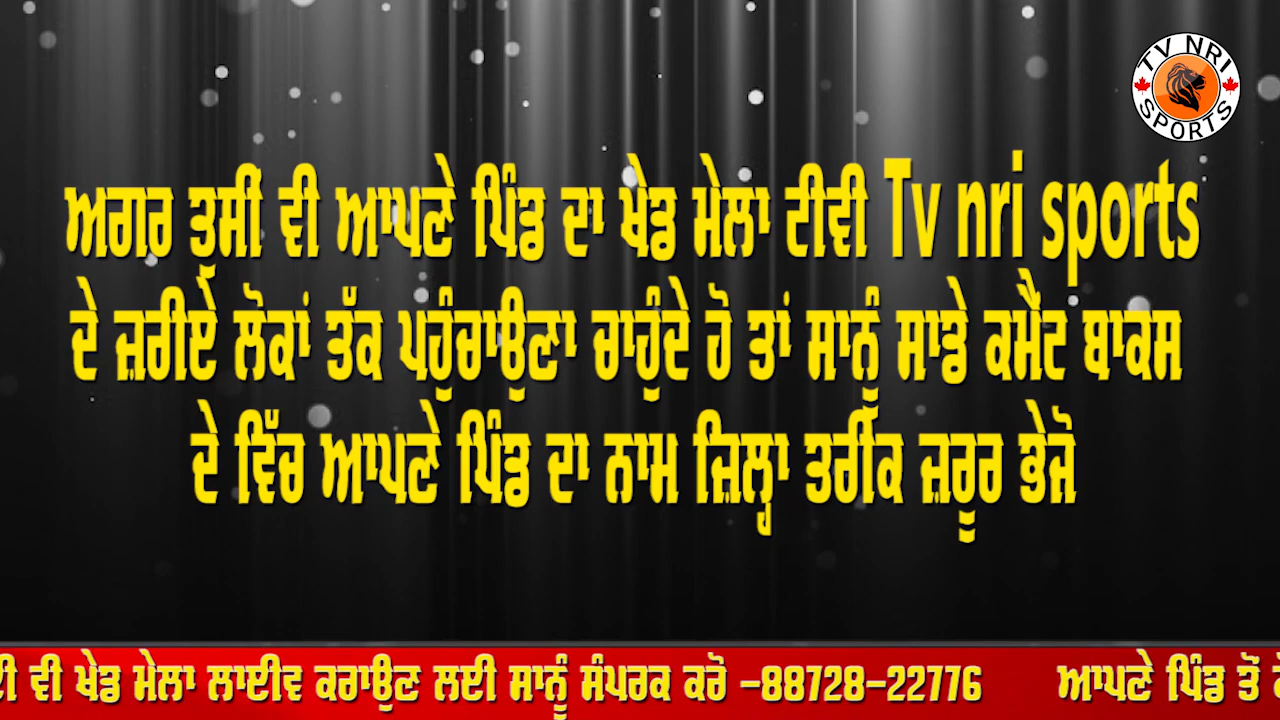 TV NRI
SPORTS
ਅਗਰ ਤੁਸੀਂ ਵੀ ਆਪਣੇ ਪਿੰਡ ਦਾ ਖੇਡ ਮੇਲਾ ਟੀਵੀ Tv nri sports
ਦੇ ਜ਼ਰੀਏ ਲੋਕਾਂ ਤੱਕ ਪਹੁੰਚਾਉਣਾ ਚਾਹੁੰਦੇ ਹੋ ਤਾਂ ਸਾਨੂੰ ਸਾਡੇ ਕਮੈਂਟ ਬਾਕਸ
ਦੇ ਵਿੱਚ ਆਪਣੇ ਪਿੰਡ ਦਾ ਨਾਮ ਜ਼ਿਲ੍ਹਾ ਤਰੀਕ ਜ਼ਰੂਰ ਭੇਜੋ
ਵੀ ਖੇਡ ਮੇਲਾ ਲਾਈਵ ਕਰਾਉਣ ਲਈ ਸਾਨੂੰ ਸੰਪਰਕ ਕਰੋ -88728-22776 ਆਪਣੇ ਪਿੰਡ ਤੋਂ